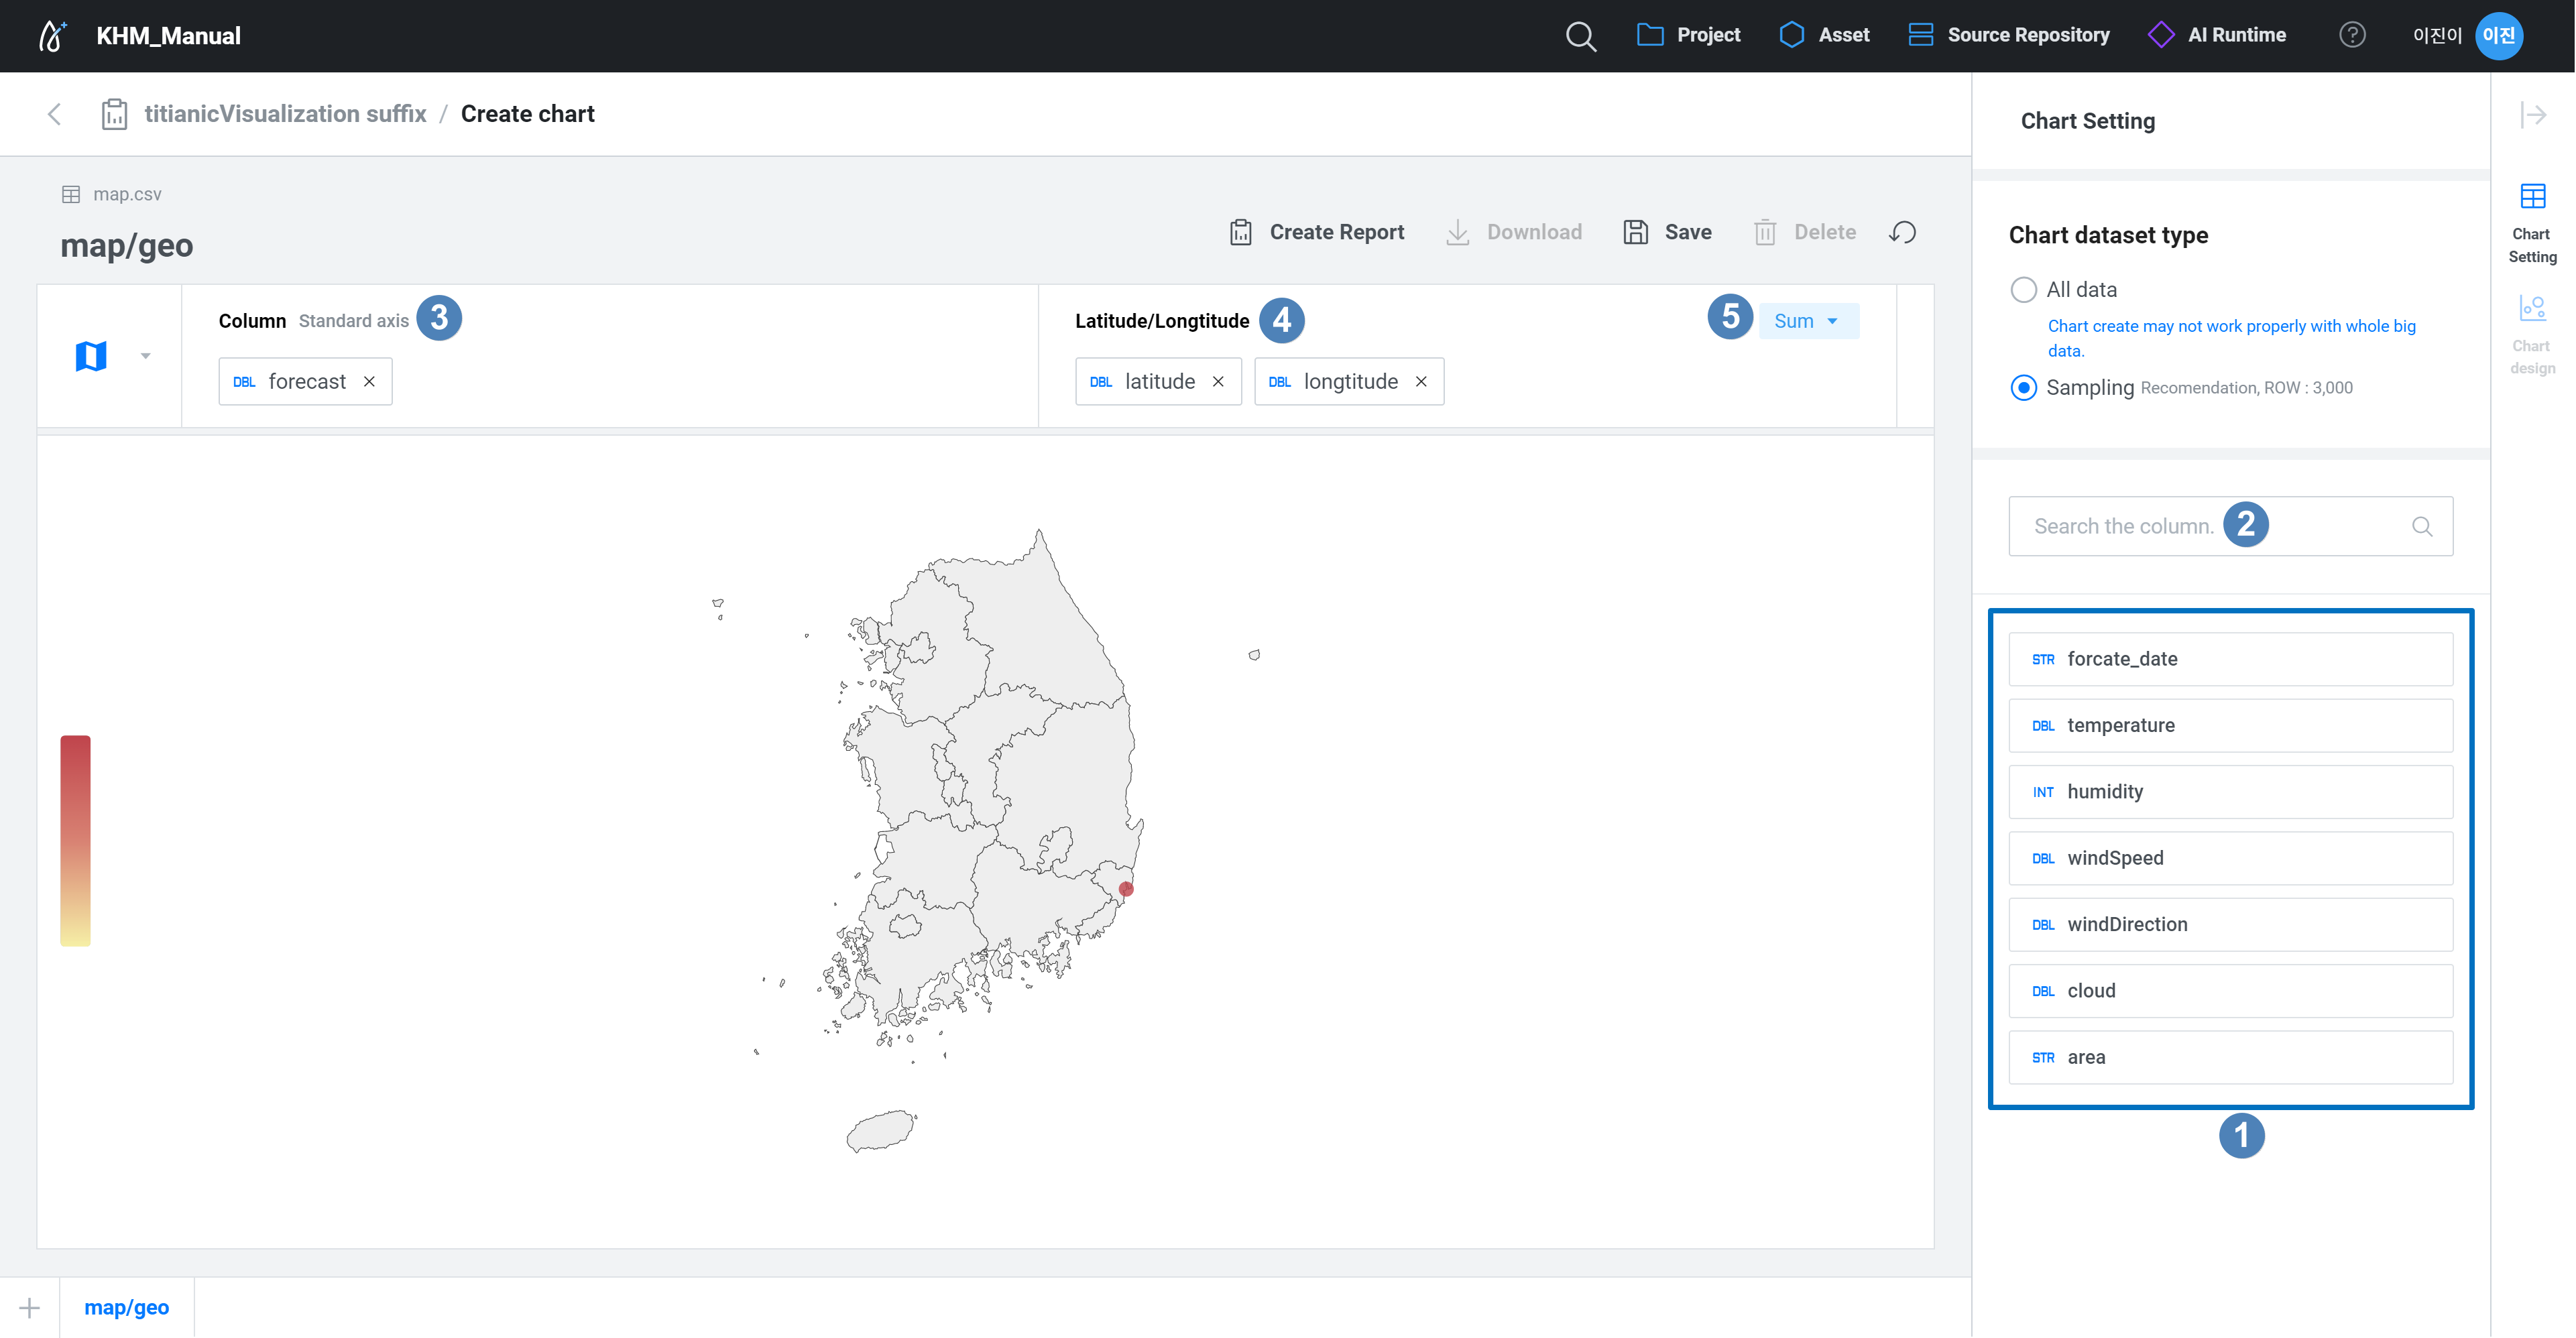 KHM_Manual
Project
Asset
Source Repository
AI Runtime
?
이진이
이진
titianicVisualization suffix / Create chart
map.csv
map/geo
Create Report
Download
Save
Delete
Column Standard axis 3
DBL forecast ×
Latitude/Longtitude 4
5 Sum
DBL latitude ×
DBL longtitude ×
Chart Setting
Chart dataset type
All data
Chart create may not work properly with whole big
data.
Sampling Recomendation, ROW : 3,000
Search the column. 2
STR forcate_date
DBL temperature
INT humidity
DBL windSpeed
DBL windDirection
DBL cloud
STR area
1
Chart
Setting
Chart
design
+ map/geo